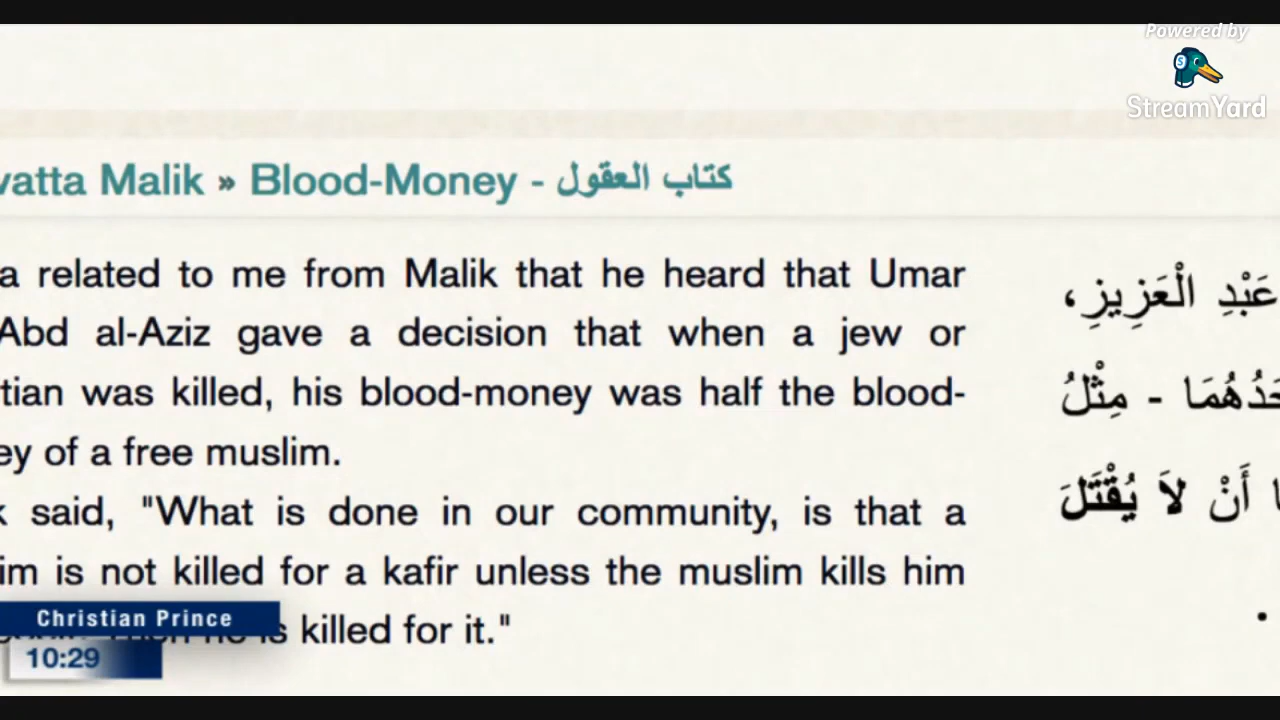 Powered by
StreamYard
vatta Malik » Blood-Money - كتاب العقول
a related to me from Malik that he heard that Umar
Abd al-Aziz gave a decision that when a jew or
tian was killed, his blood-money was half the blood-
ey of a free muslim.
k said, "What is done in our community, is that a
im is not killed for a kafir unless the muslim kills him
is killed for it."
عَبْدِ الْعَزِيزِ،
حَدُهُمَا - مِثْلُ
أَنْ لاَ يُقْتَلَ
.
Christian Prince
10:29